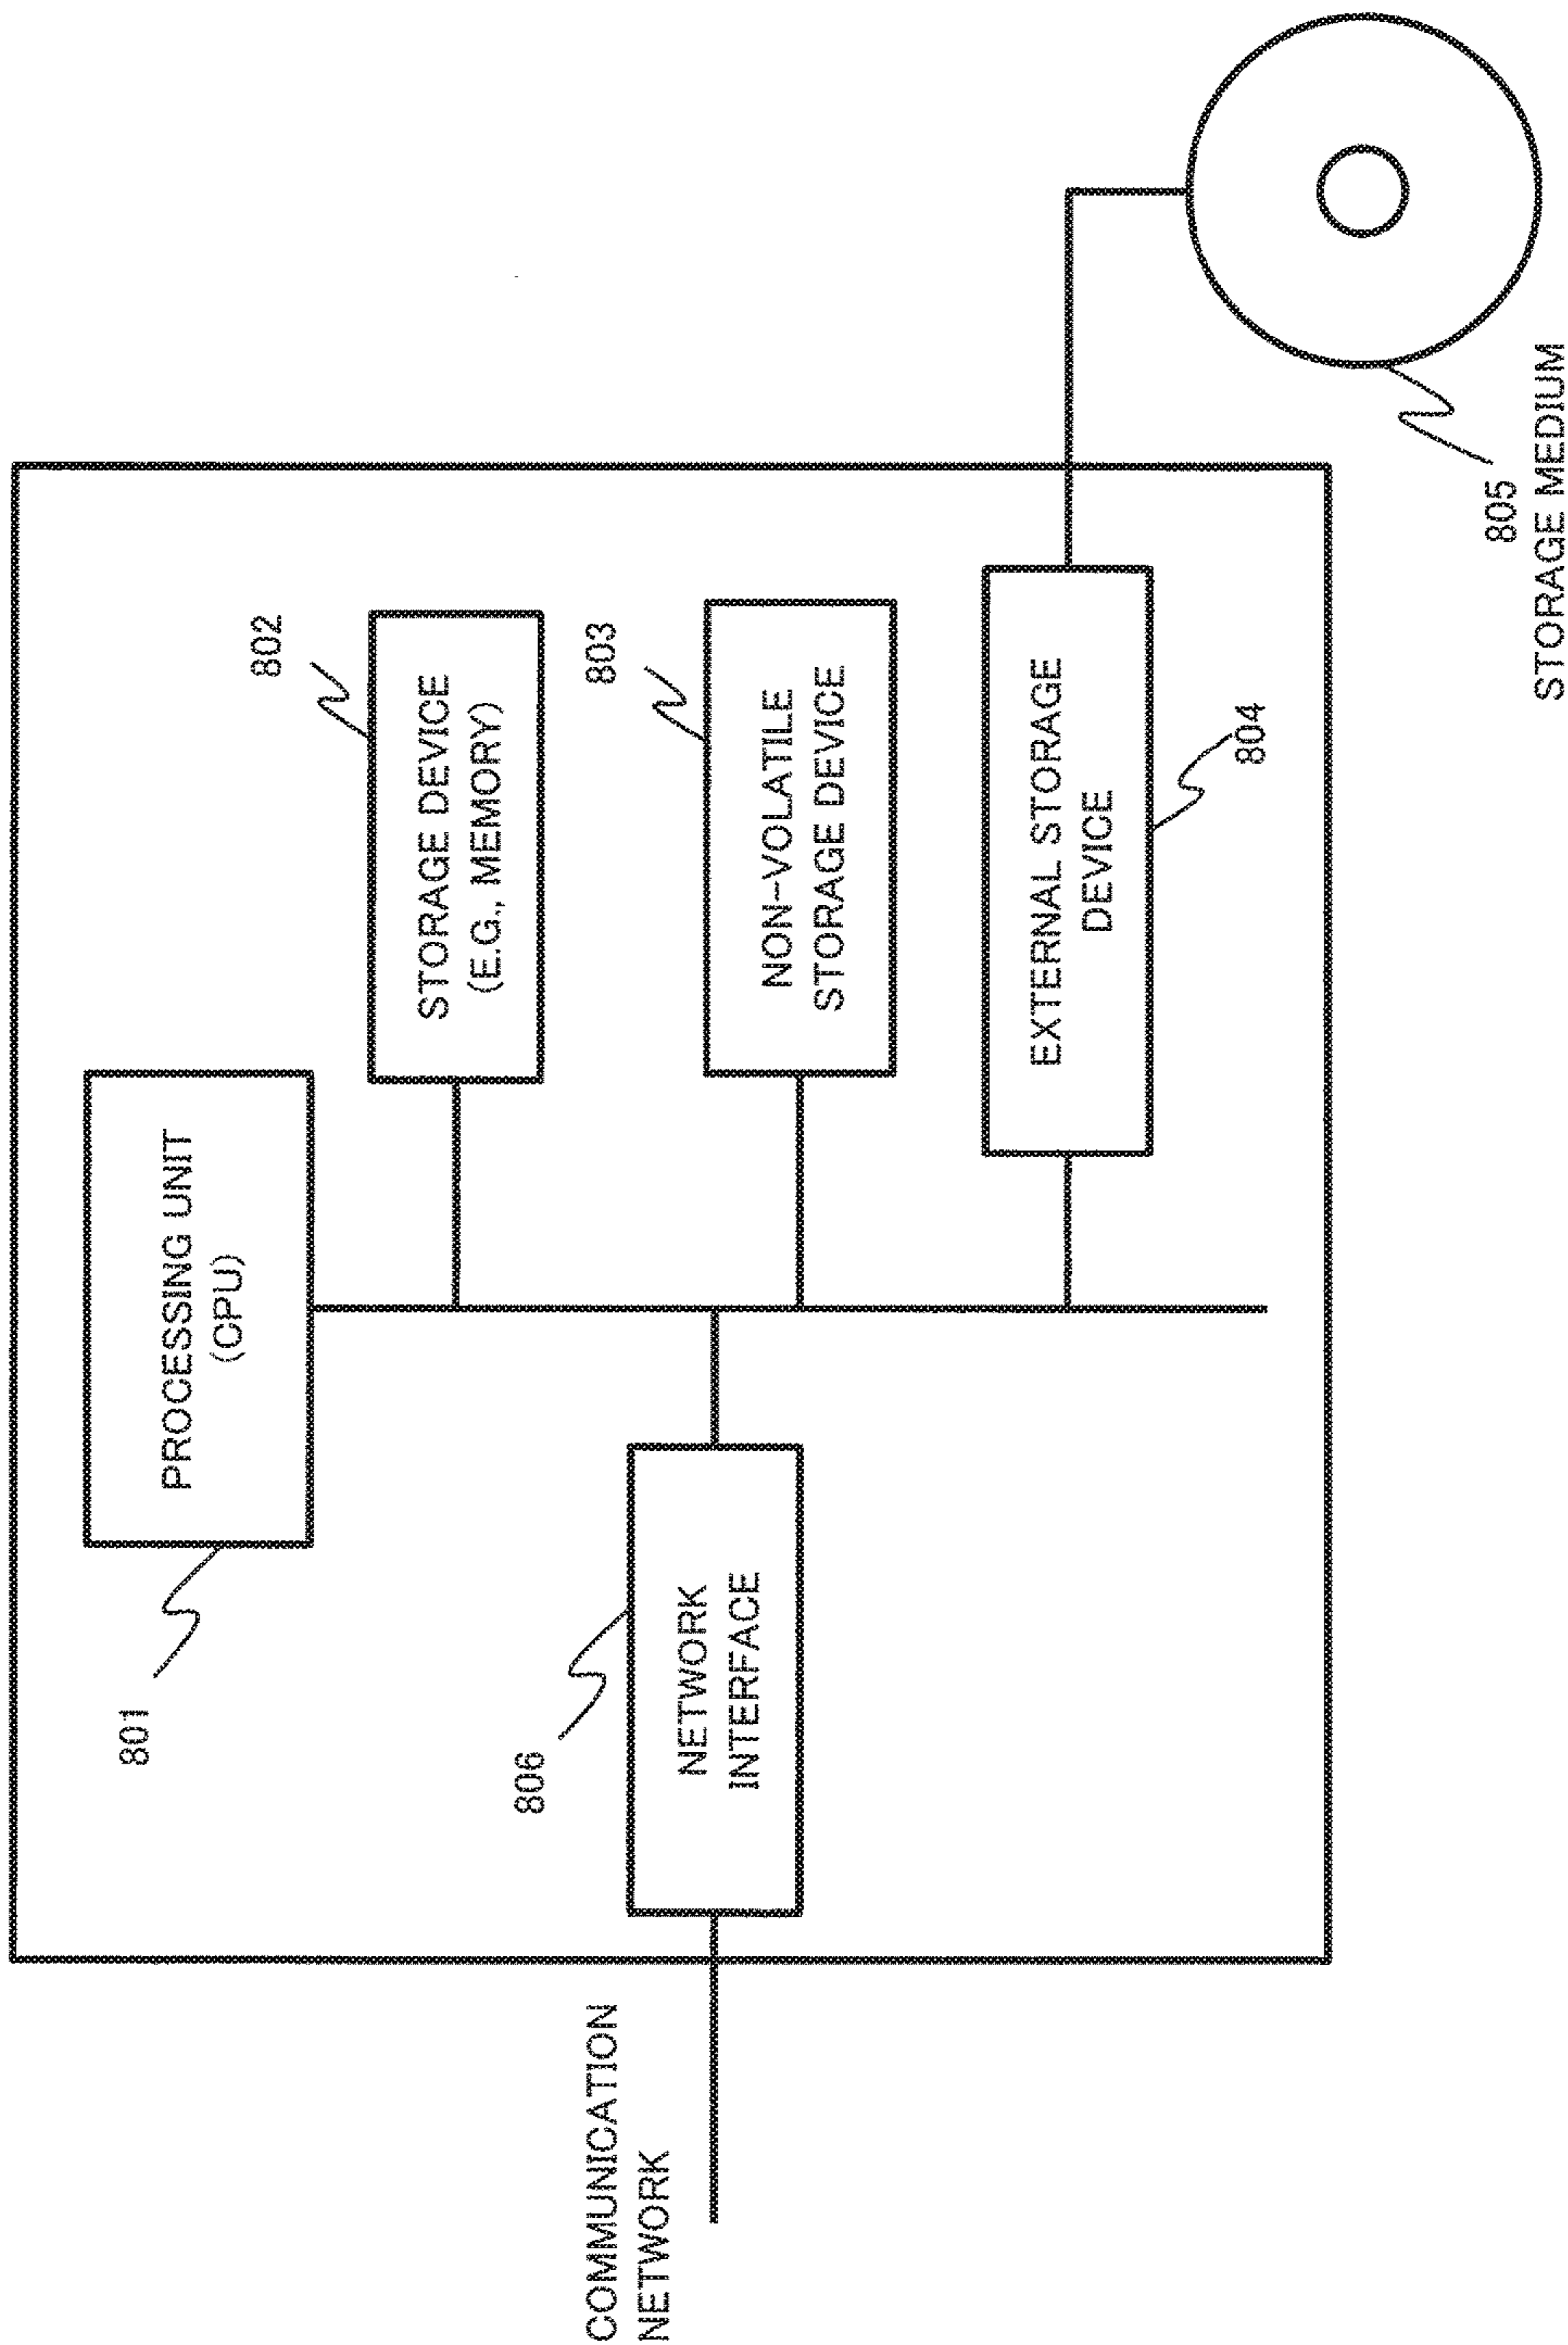 801
PROCESSING UNIT
(CPU)
802
STORAGE DEVICE
(E.G., MEMORY)
COMMUNICATION
NETWORK
806
NETWORK
INTERFACE
803
NON-VOLATILE
STORAGE DEVICE
EXTERNAL STORAGE
DEVICE
804
805
STORAGE MEDIUM